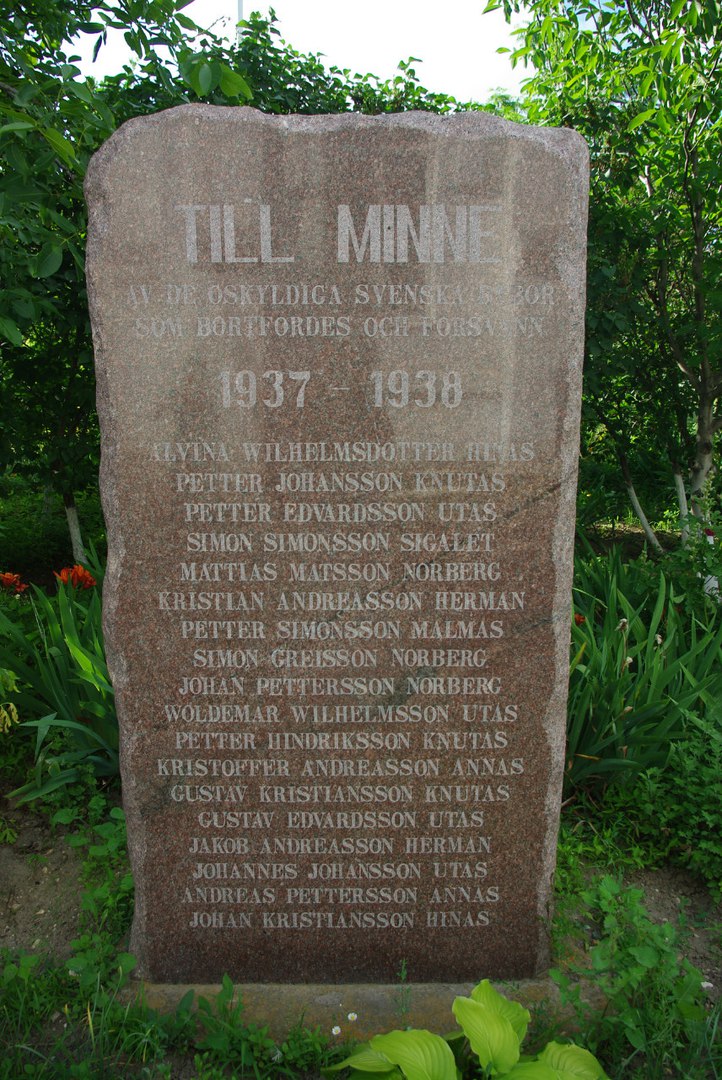 TILL MINNE
AV DE OSKYLDIGA SVENSKA BYBOR
SOM BORTFÖRDES OCH FÖRSVANN
1937 – 1938
ALVINA WILHELMSDOTTER HINAS
PETTER JOHANSSON KNUTAS
PETTER EDVARDSSON UTAS
SIMON SIMONSSON SIGALET
MATTIAS MATSSON NORBERG
KRISTIAN ANDREASSON HERMAN
PETTER SIMONSSON MALMAS
SIMON GREISSON NORBERG
JOHAN PETTERSSON NORBERG
WOLDEMAR WILHELMSSON UTAS
PETTER HINDRIKSSON KNUTAS
KRISTOFFER ANDREASSON ANNAS
GUSTAV KRISTIANSSON KNUTAS
GUSTAV EDVARDSSON UTAS
JAKOB ANDREASSON HERMAN
JOHANNES JOHANSSON UTAS
ANDREAS PETTERSSON ANNAS
JOHAN KRISTIANSSON HINAS